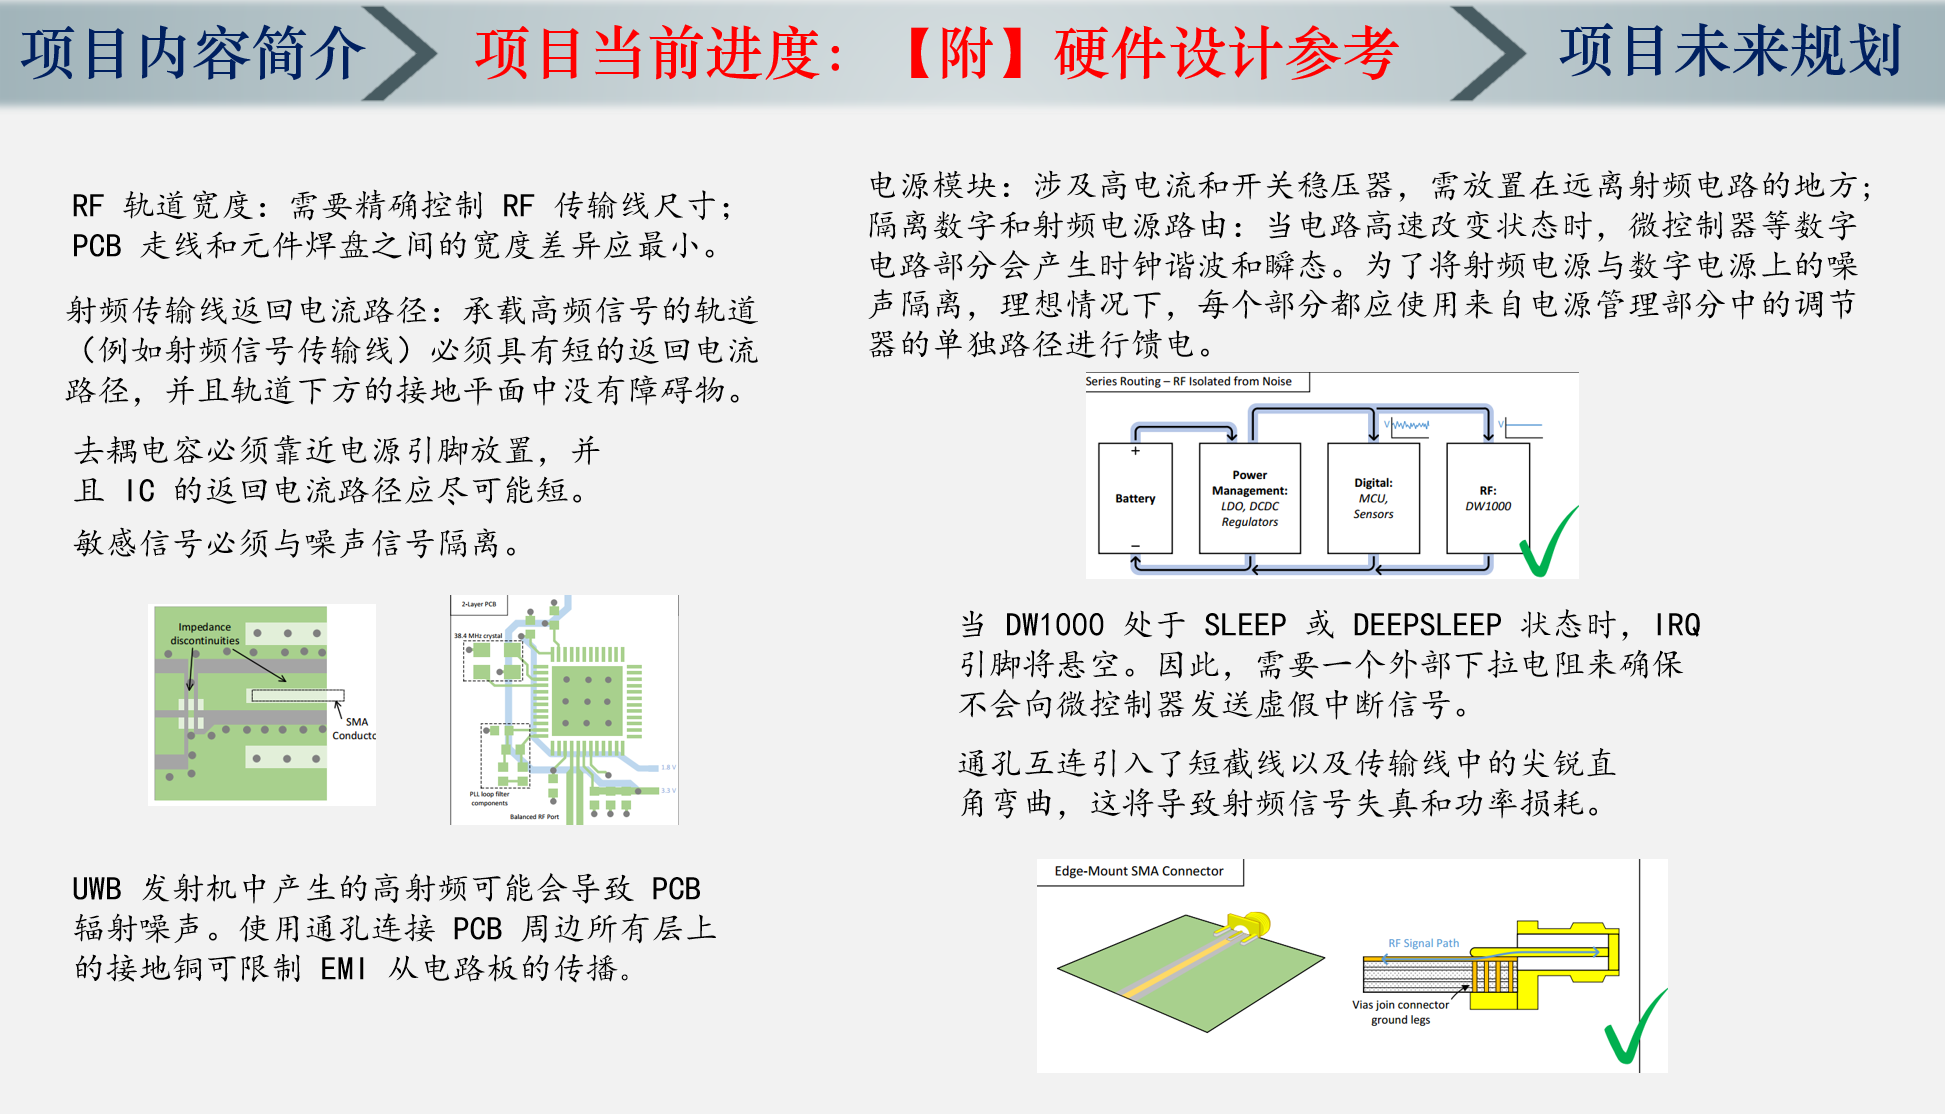 项目内容简介
项目当前进度：【附】硬件设计参考
项目未来规划
RF 轨道宽度：需要精确控制 RF 传输线尺寸；
PCB 走线和元件焊盘之间的宽度差异应最小。
射频传输线返回电流路径：承载高频信号的轨道
（例如射频信号传输线）必须具有短的返回电流
路径，并且轨道下方的接地平面中没有障碍物。
去耦电容必须靠近电源引脚放置，并
且 IC 的返回电流路径应尽可能短。
敏感信号必须与噪声信号隔离。
Impedance
discontinuities
SMA
Conducto
2-Layer PCB
38.4 MHz crystal
1.8 V
3.3 V
PLL loop filter
components
Balanced RF Port
UWB 发射机中产生的高射频可能会导致 PCB
辐射噪声。使用通孔连接 PCB 周边所有层上
的接地铜可限制 EMI 从电路板的传播。
电源模块：涉及高电流和开关稳压器，需放置在远离射频电路的地方；
隔离数字和射频电源路由：当电路高速改变状态时，微控制器等数字
电路部分会产生时钟谐波和瞬态。为了将射频电源与数字电源上的噪
声隔离，理想情况下，每个部分都应使用来自电源管理部分中的调节
器的单独路径进行馈电。
Series Routing – RF Isolated from Noise
V
V
+
Battery
–
Power
Management:
LDO, DCDC
Regulators
Digital:
MCU,
Sensors
RF:
DW1000
当 DW1000 处于 SLEEP 或 DEEPSLEEP 状态时，IRQ
引脚将悬空。因此，需要一个外部下拉电阻来确保
不会向微控制器发送虚假中断信号。
通孔互连引入了短截线以及传输线中的尖锐直
角弯曲，这将导致射频信号失真和功率损耗。
Edge-Mount SMA Connector
RF Signal Path
Vias join connector
ground legs